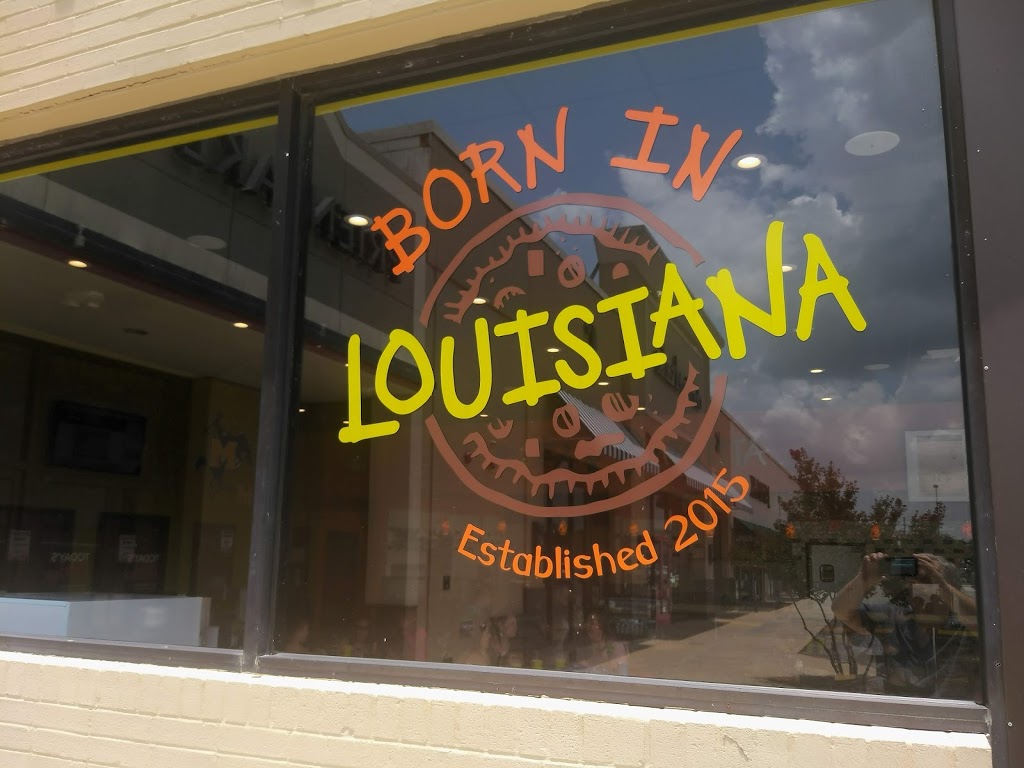 BORN IN
LOUISIANA
Established 2015